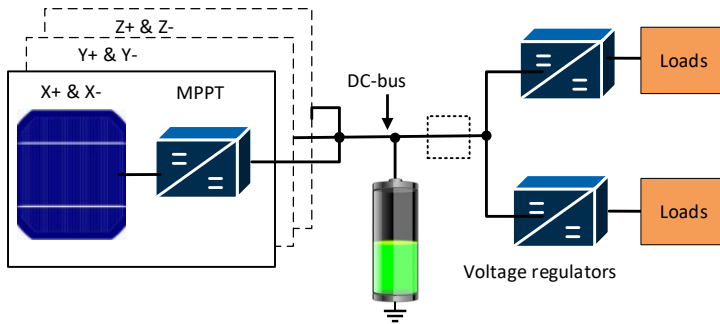 Z+ & Z-
Y+ & Y-
X+ & X-
MPPT
DC-bus
Loads
Loads
Voltage regulators